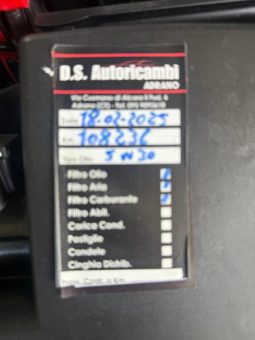 D.S. Autoricambi
ADRANO
Data 18-02-2025
Km. 108232
Tipo Olio 5W30
Filtro Olio
Filtro Aria
Filtro Carburante
Filtro Abit.
Carica Cond.
Pastiglie
Candele
Cinghia Distrib.